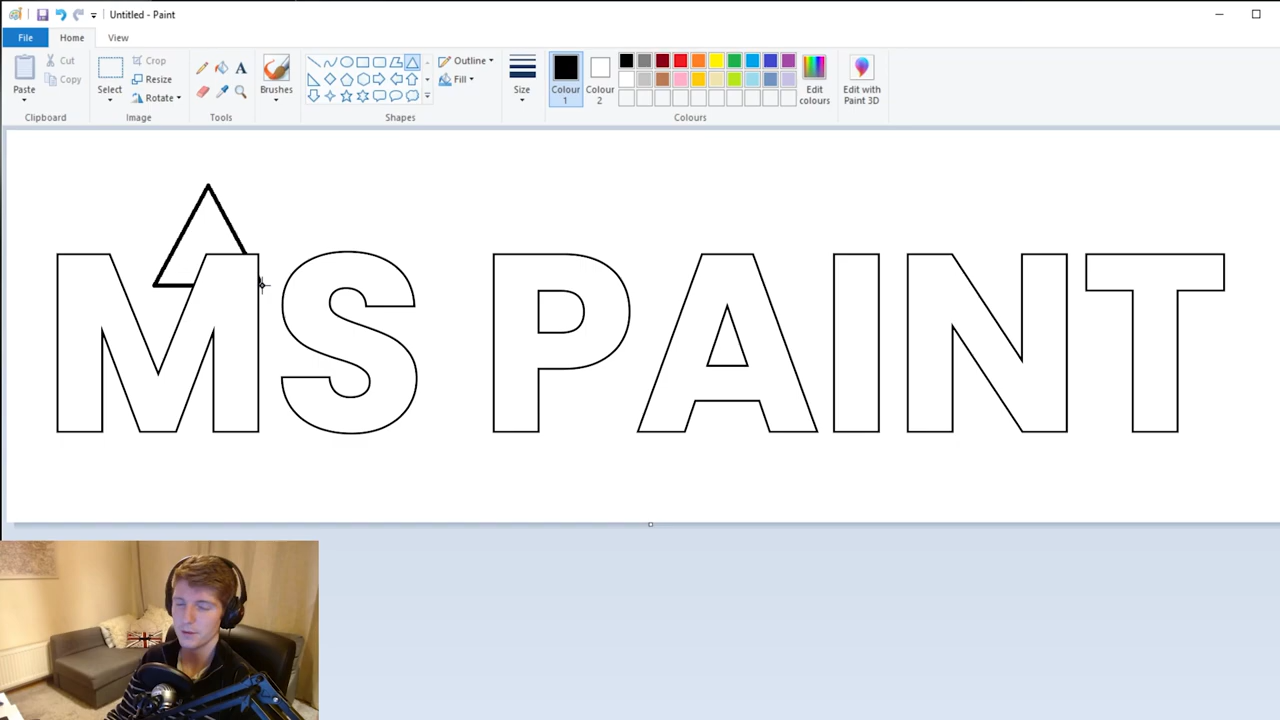 Untitled - Paint
File Home View
Paste
Cut
Copy
Clipboard
Select
Crop
Resize
Rotate
Image
A
Tools
Brushes
Outline
Fill
Shapes
Size
Colour 1
Colour 2
Edit colours
Colours
Edit with Paint 3D
MS PAINT